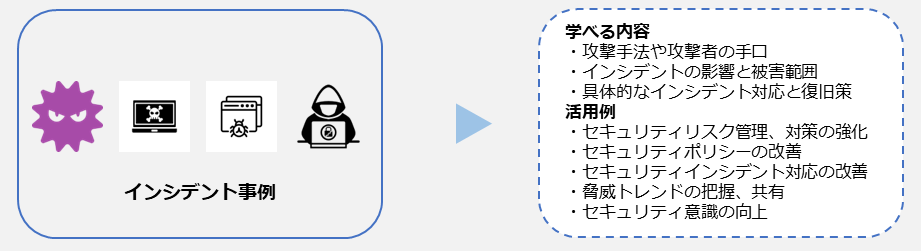 インシデント事例
学べる内容
・攻撃手法や攻撃者の手口
・インシデントの影響と被害範囲
・具体的なインシデント対応と復旧策
活用例
・セキュリティリスク管理、対策の強化
・セキュリティポリシーの改善
・セキュリティインシデント対応の改善
・脅威トレンドの把握、共有
・セキュリティ意識の向上